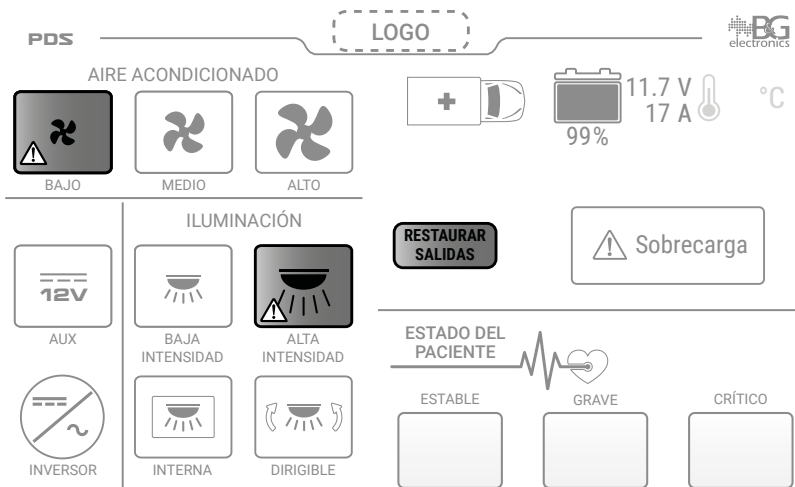 PDS
LOGO
B&G
electronics
AIRE ACONDICIONADO
BAJO
MEDIO
ALTO
11.7 V
17 A
°C
99%
ILUMINACIÓN
12V
AUX
BAJA
INTENSIDAD
ALTA
INTENSIDAD
INVERSOR
INTERNA
DIRIGIBLE
RESTAURAR
SALIDAS
Sobrecarga
ESTADO DEL
PACIENTE
ESTABLE
GRAVE
CRÍTICO